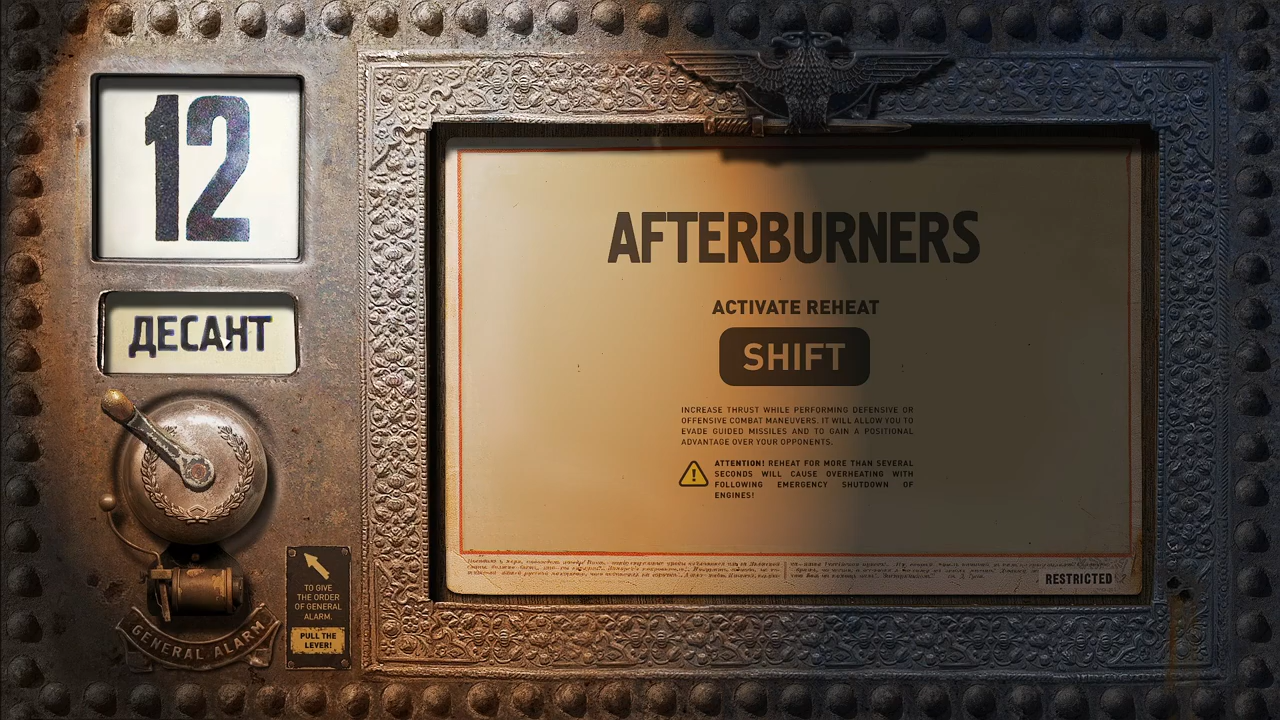 12
ДЕСАНТ
AFTERBURNERS
ACTIVATE REHEAT
SHIFT
INCREASE THRUST WHILE PERFORMING DEFENSIVE OR
OFFENSIVE COMBAT MANEUVERS. IT WILL ALLOW YOU TO
EVADE GUIDED MISSILES AND TO GAIN A POSITIONAL
ADVANTAGE OVER YOUR OPPONENTS.
ATTENTION! REHEAT FOR MORE THAN SEVERAL
SECONDS WILL CAUSE OVERHEATING WITH
FOLLOWING EMERGENCY SHUTDOWN OF
ENGINES!
RESTRICTED
TO GIVE
THE ORDER
OF GENERAL
ALARM.
PULL THE
LEVER!
GENERAL ALARM